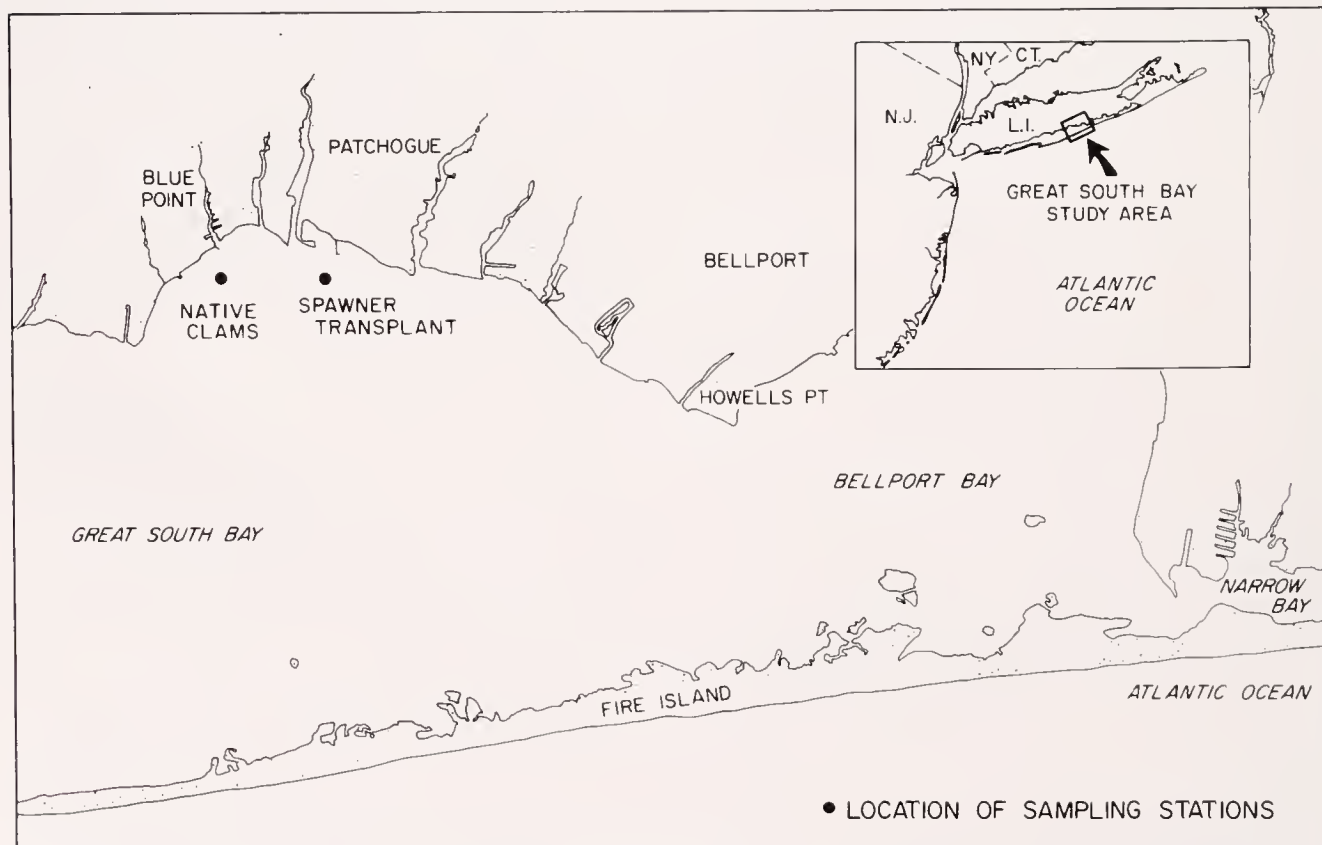 NY
CT.
N.J.
L.I.
GREAT SOUTH BAY
STUDY AREA
ATLANTIC
OCEAN
PATCHOGUE
BLUE
POINT
BELLPORT
NATIVE
CLAMS
SPAWNER
TRANSPLANT
HOWELLS PT
BELLPORT BAY
GREAT SOUTH BAY
NARROW
BAY
FIRE ISLAND
ATLANTIC OCEAN
● LOCATION OF SAMPLING STATIONS